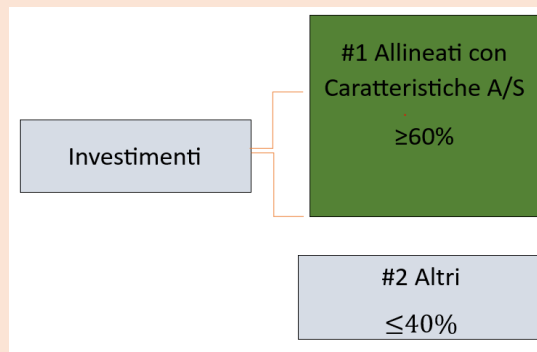 #1 Allineati con
Caratteristiche A/S
≥60%
Investimenti
#2 Altri
≤40%